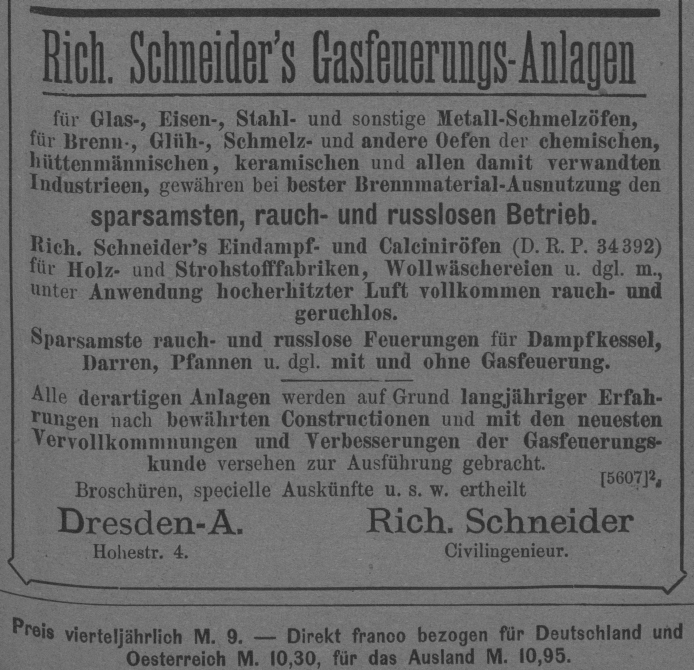 Rich. Schneider's Gasfeuerungs-Anlagen
für Glas-, Eisen-, Stahl- und sonstige Metall-Schmelzöfen,
für Brenn-, Glüh-, Schmelz- und andere Oefen der chemischen,
hüttenmännischen, keramischen und allen damit verwandten
Industrieen, gewähren bei bester Brennmaterial-Ausnutzung den
sparsamsten, rauch- und russlosen Betrieb.
Rich. Schneider's Eindampf- und Calciniröfen (D. R. P. 34392)
für Holz- und Strohstofffabriken, Wollwäschereien u. dgl. m.,
unter Anwendung hocherhitzter Luft vollkommen rauch- und
geruchlos.
Sparsamste rauch- und russlose Feuerungen für Dampfkessel,
Darren, Pfannen u. dgl. mit und ohne Gasfeuerung.
Alle derartigen Anlagen werden auf Grund langjähriger Erfah-
rungen nach bewährten Constructionen und mit den neuesten
Vervollkommnungen und Verbesserungen der Gasfeuerungs-
kunde versehen zur Ausführung gebracht.
Broschüren, specielle Auskünfte u. s. w. ertheilt [5607]²,
Dresden-A. Rich. Schneider
Hohestr. 4. Civilingenieur.
Preis vierteljährlich M. 9. — Direkt franco bezogen für Deutschland und
Oesterreich M. 10,30, für das Ausland M. 10,95.